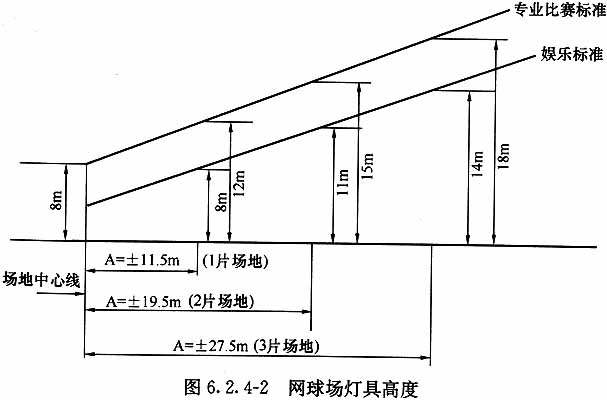 专业比赛标准
娱乐标准
8m
8m
12m
11m
15m
14m
18m
A=±11.5m (1片场地)
场地中心线
A=±19.5m (2片场地)
A=±27.5m (3片场地)
图 6.2.4-2 网球场灯具高度